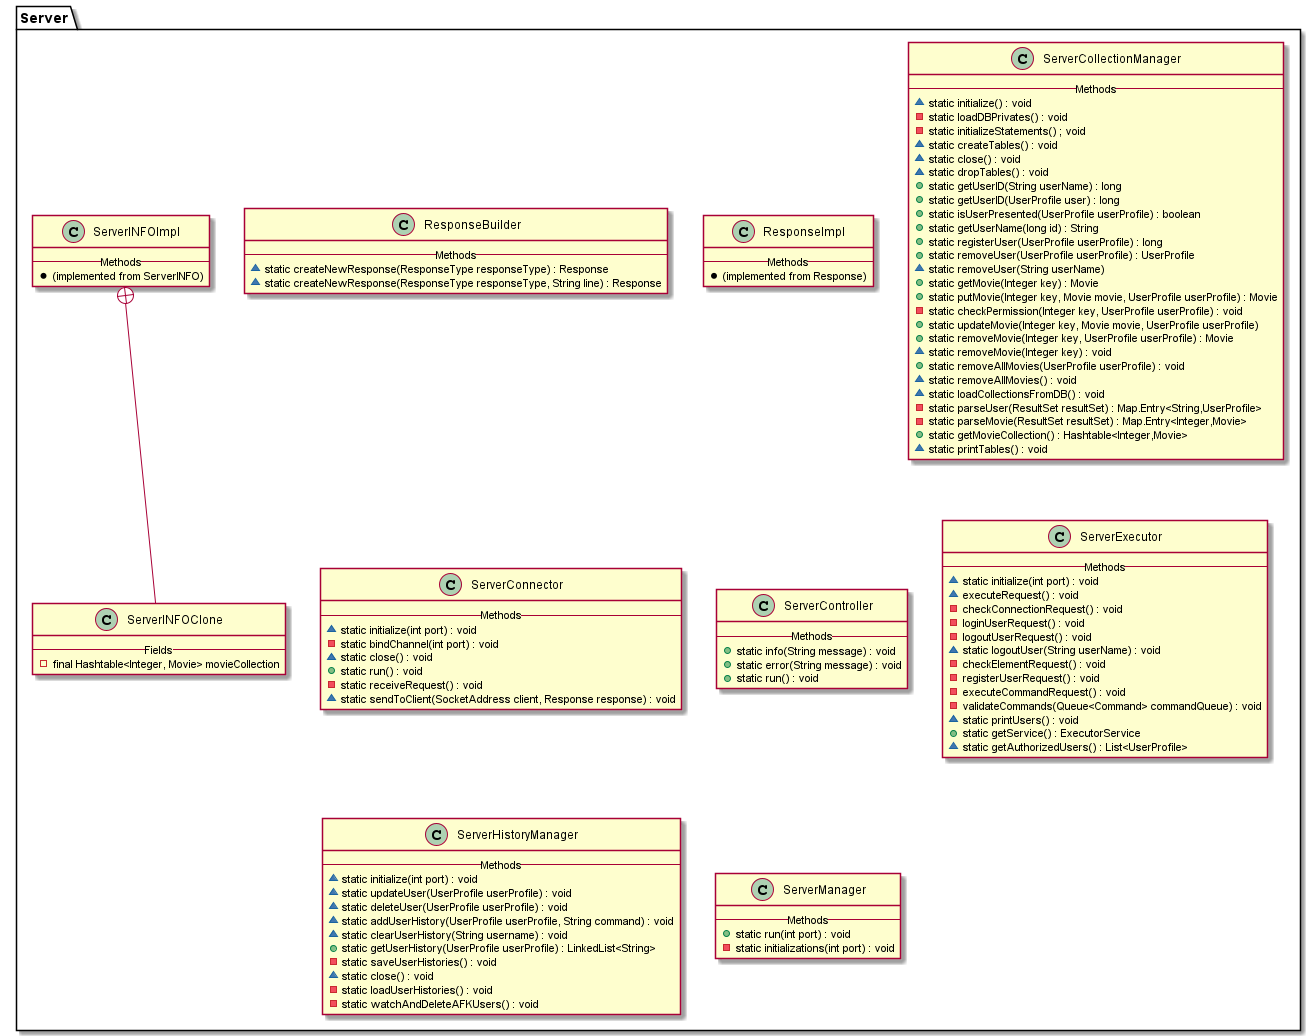 Server
C ServerCollectionManager
Methods
static initialize() : void
static loadDBPrivates() : void
static initializeStatements() ; void
static createTables() : void
static close() : void
static dropTables() : void
static getUserID(String userName) : long
static getUserID(UserProfile user) : long
static isUserPresented(UserProfile userProfile) : boolean
static getUserName(long id) : String
static registerUser(UserProfile userProfile) : long
static removeUser(UserProfile userProfile) : UserProfile
static removeUser(String userName)
static getMovie(Integer key) : Movie
static putMovie(Integer key, Movie movie, UserProfile userProfile) : Movie
static checkPermission(Integer key, UserProfile userProfile) : void
static updateMovie(Integer key, Movie movie, UserProfile userProfile)
static removeMovie(Integer key, UserProfile userProfile) : Movie
static removeMovie(Integer key) : void
static removeAllMovies(UserProfile userProfile) : void
static removeAllMovies() : void
static loadCollectionsFromDB() : void
static parseUser(ResultSet resultSet) : Map.Entry<String,UserProfile>
static parseMovie(ResultSet resultSet) : Map.Entry<Integer,Movie>
static getMovieCollection() : Hashtable<Integer,Movie>
static printTables() : void
C ServerINFOImpl
Methods
(implemented from ServerINFO)
C ResponseBuilder
Methods
static createNewResponse(ResponseType responseType) : Response
static createNewResponse(ResponseType responseType, String line) : Response
C ResponseImpl
Methods
(implemented from Response)
C ServerINFOClone
Fields
final Hashtable<Integer, Movie> movieCollection
C ServerConnector
Methods
static initialize(int port) : void
static bindChannel(int port) : void
static close() : void
static run() : void
static receiveRequest() : void
static sendToClient(SocketAddress client, Response response) : void
C ServerController
Methods
static info(String message) : void
static error(String message) : void
static run() : void
C ServerExecutor
Methods
static initialize(int port) : void
executeRequest() : void
checkConnectionRequest() : void
loginUserRequest() : void
logoutUserRequest() : void
static logoutUser(String userName) : void
checkElementRequest() : void
registerUserRequest() : void
executeCommandRequest() : void
validateCommands(Queue<Command> commandQueue) : void
static printUsers() : void
static getService() : ExecutorService
static getAuthorizedUsers() : List<UserProfile>
C ServerHistoryManager
Methods
static initialize(int port) : void
static updateUser(UserProfile userProfile) : void
static deleteUser(UserProfile userProfile) : void
static addUserHistory(UserProfile userProfile, String command) : void
static clearUserHistory(String username) : void
static getUserHistory(UserProfile userProfile) : LinkedList<String>
static saveUserHistories() : void
static close() : void
static loadUserHistories() : void
static watchAndDeleteAFKUsers() : void
C ServerManager
Methods
static run(int port) : void
static initializations(int port) : void